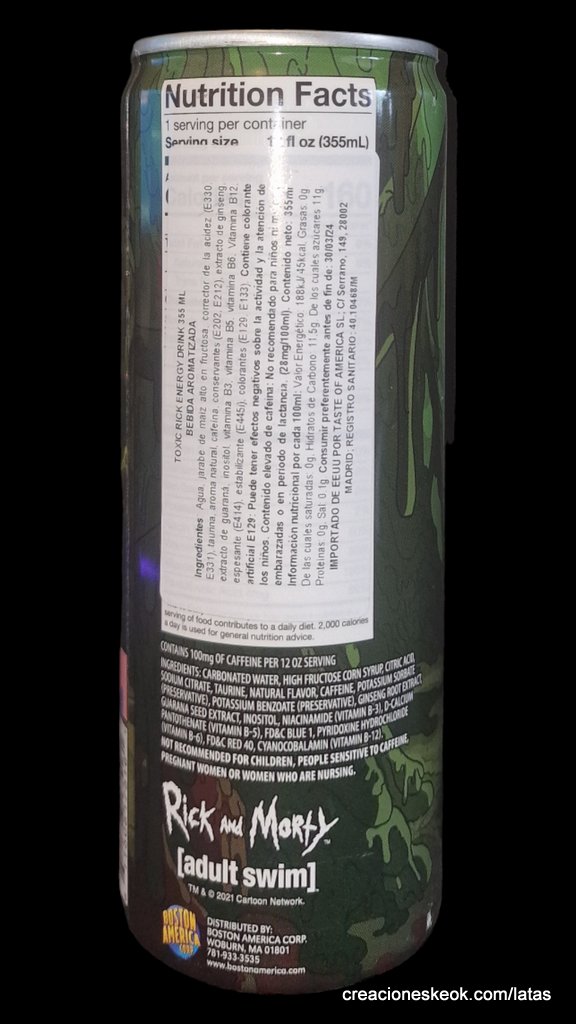 Nutrition Facts
1 serving per container
Serving size fl oz (355mL)
TOXIC RICK ENERGY DRINK 355 ML
BEBIDA AROMATIZADA
Ingredientes: Agua, jarabe de maiz alto en fructosa, corrector de la acidez (E330,
E331), taurina, aroma natural, cafeína, conservantes (E202, E212), extracto de ginseng,
extracto de guaraná, inositol, vitamina B3, vitamina B5, vitamina B6, Vitamina B12,
espesante (E414), estabilizante (E445), colorantes (E129, E133). Contiene colorante
artificial E129: Puede tener efectos negativos sobre la actividad y la atencion de
los niños. Contenido elevado de cafeina: No recomendado para niños ni
embarazadas o en periodo de lactancia. (28mg/100ml). Contenido neto: 355ml
Información nutricional por cada 100ml: Valor Energético: 188kJ/ 45kcal, Grasas: 0g
De las cuales saturadas: 0g, Hidratos de Carbono: 11.5g De los cuales azúcares 11g,
Proteinas: 0g, Sal: 0.1g. Consumir preferentemente antes de fin de: 30/03/24
IMPORTADO DE EEUU POR TASTE OF AMERICA SL; C/ Serrano, 149, 28002
MADRID, REGISTRO SANITARIO: 40.10468/M
serving of food contributes to a daily diet. 2,000 calories
a day is used for general nutrition advice.
CONTAINS 100mg OF CAFFEINE PER 12 OZ SERVING
INGREDIENTS: CARBONATED WATER, HIGH FRUCTOSE CORN SYRUP, CITRIC ACID,
SODIUM CITRATE, TAURINE, NATURAL FLAVOR, CAFFEINE, POTASSIUM SORBATE
(PRESERVATIVE), POTASSIUM BENZOATE (PRESERVATIVE), GINSENG ROOT EXTRACT,
GUARANA SEED EXTRACT, INOSITOL, NIACINAMIDE (VITAMIN B-3), D-CALCIUM
PANTOTHENATE (VITAMIN B-5), FD&C BLUE 1, PYRIDOXINE HYDROCHLORIDE
(VITAMIN B-6), FD&C RED 40, CYANOCOBALAMIN (VITAMIN B-12).
NOT RECOMMENDED FOR CHILDREN, PEOPLE SENSITIVE TO CAFFEINE,
PREGNANT WOMEN OR WOMEN WHO ARE NURSING.
Rick and Morty™
[adult swim]
TM & © 2021 Cartoon Network.
BOSTON
AMERICA
CORP
DISTRIBUTED BY:
BOSTON AMERICA CORP.
WOBURN, MA 01801
781-933-3535
www.bostonamerica.com
creacioneskeok.com/latas